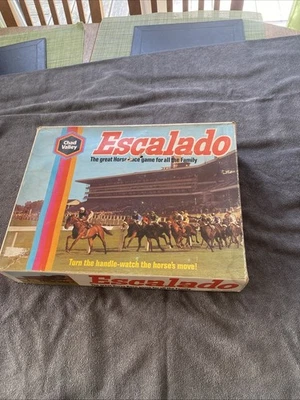 Chad
Valley
Escalado
The great Horse race game for all the family
Turn the handle-watch the horse's move!
Escalado